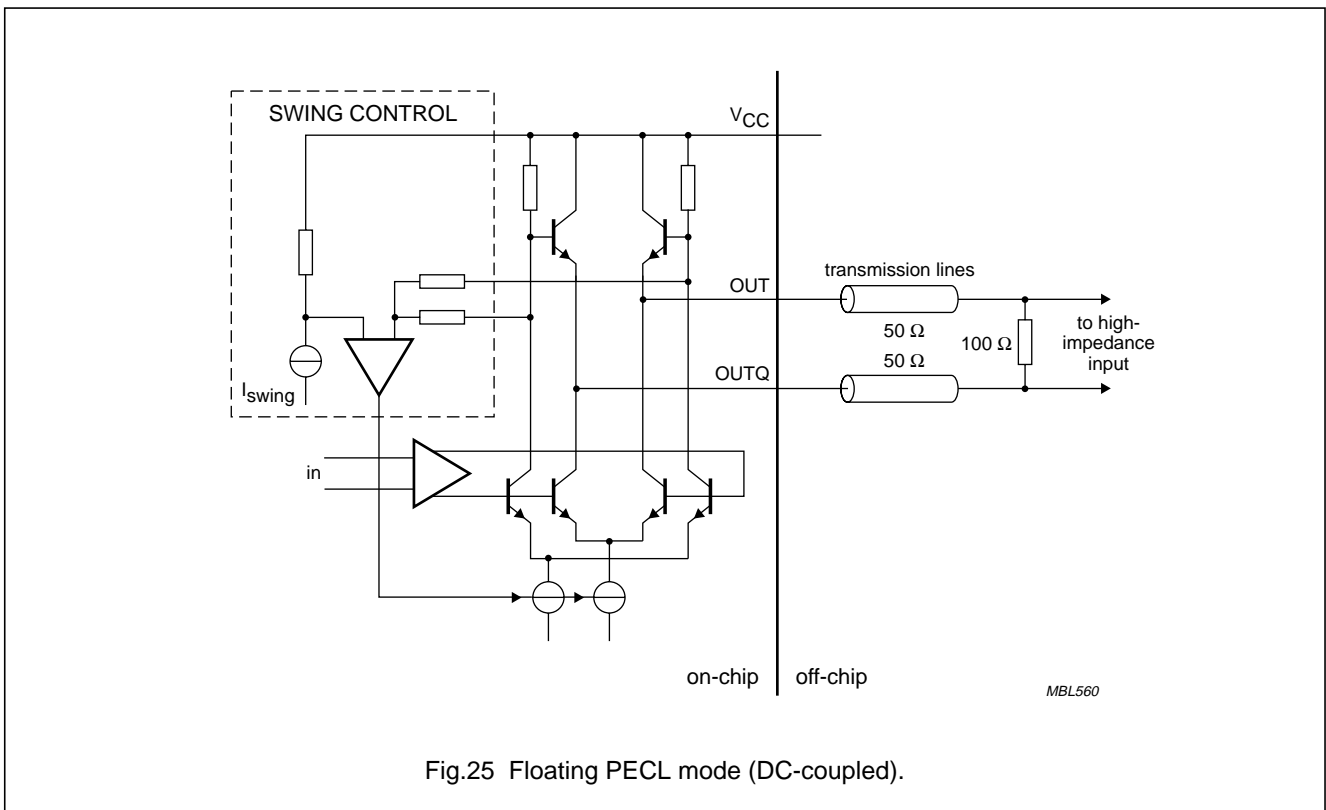 SWING CONTROL
VCC
Iswing
in
OUT
OUTQ
transmission lines
50 Ω
50 Ω
100 Ω
to high-
impedance
input
on-chip
off-chip
MBL560
Fig.25 Floating PECL mode (DC-coupled).